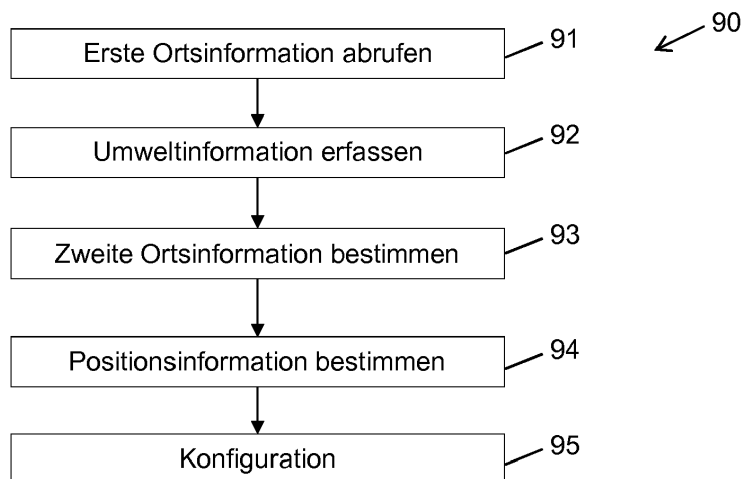 90
Erste Ortsinformation abrufen 91
Umweltinformation erfassen 92
Zweite Ortsinformation bestimmen 93
Positionsinformation bestimmen 94
Konfiguration 95